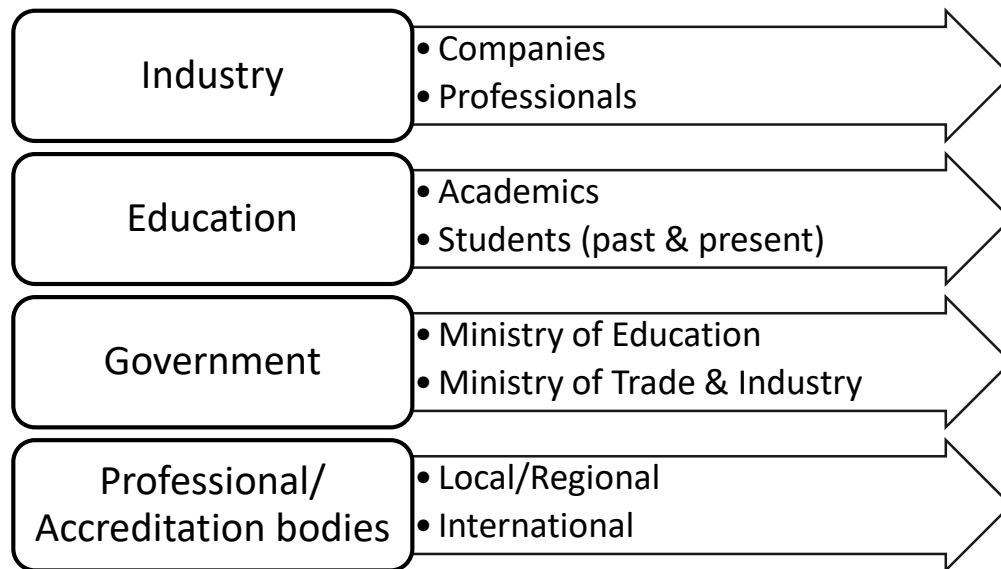 Industry
• Companies
• Professionals
Education
• Academics
• Students (past & present)
Government
• Ministry of Education
• Ministry of Trade & Industry
Professional/
Accreditation bodies
• Local/Regional
• International